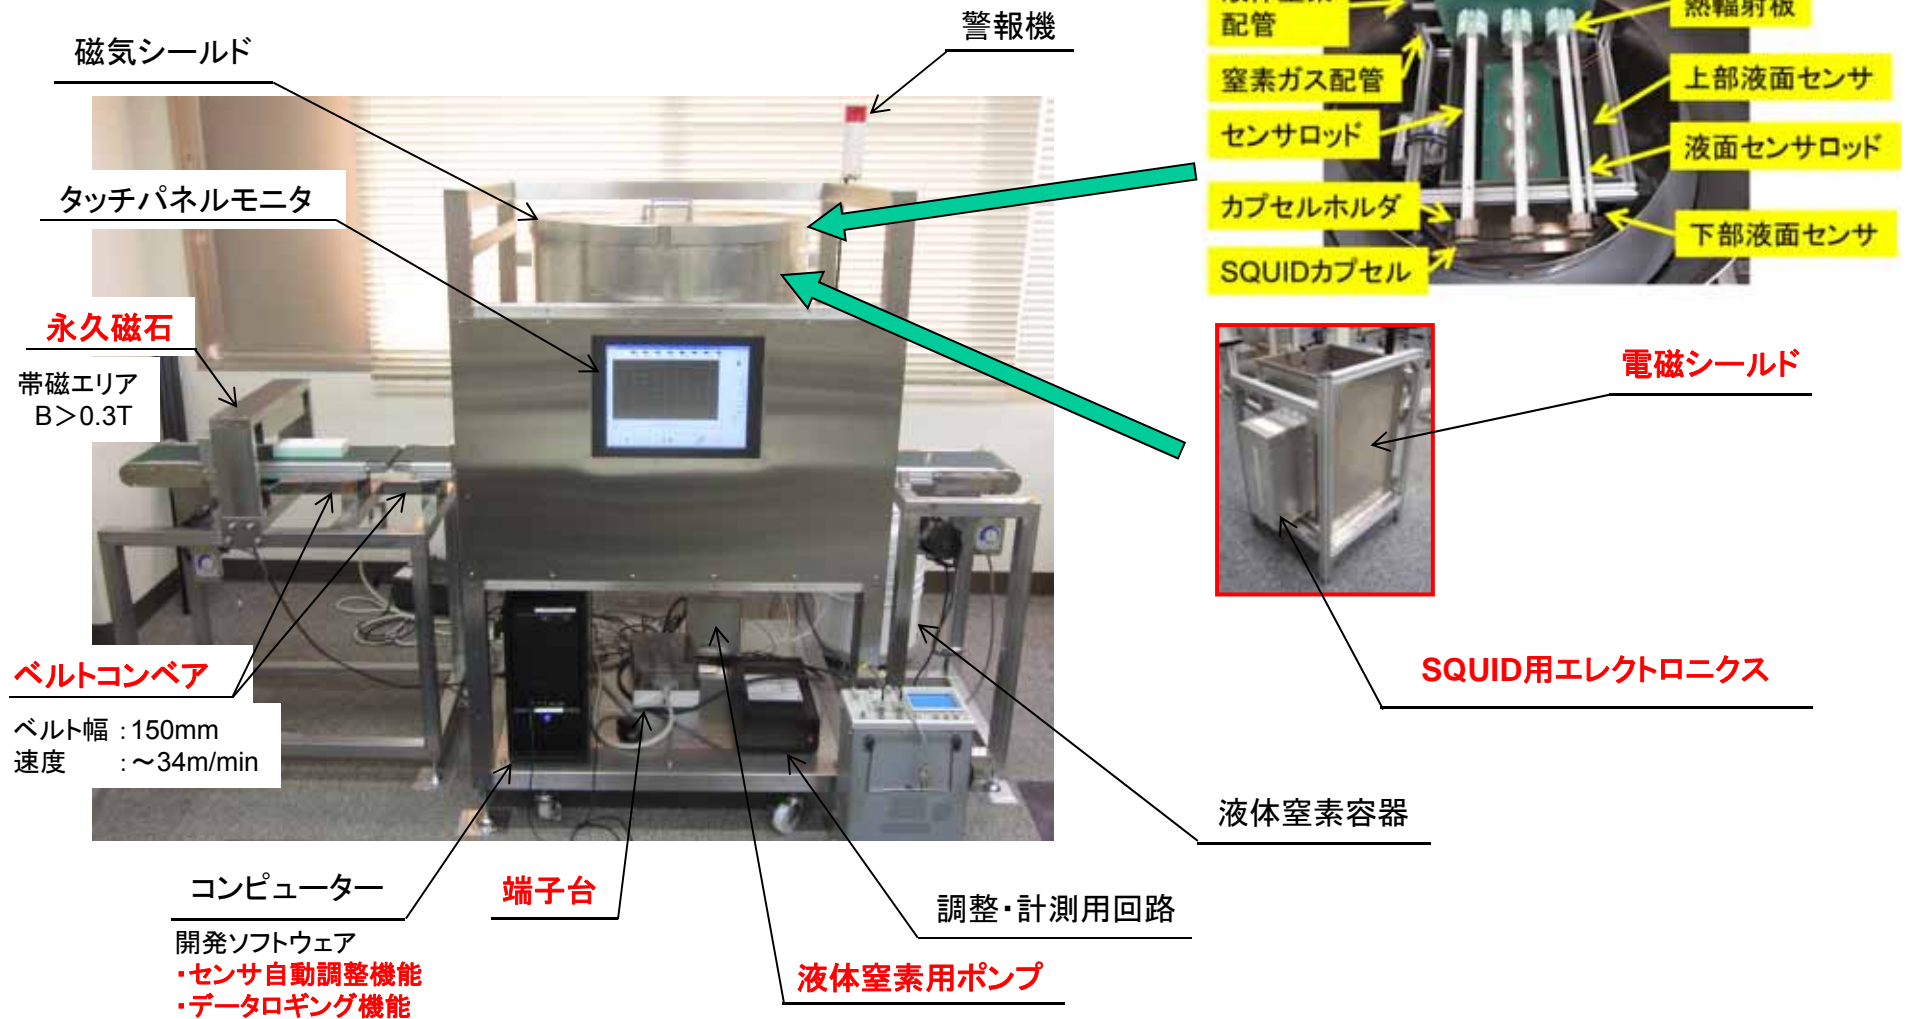 警報機
磁気シールド
タッチパネルモニタ
永久磁石
帯磁エリア
B＞0.3T
ベルトコンベア
ベルト幅：150mm
速度　：～34m/min
コンピューター
開発ソフトウェア
・センサ自動調整機能
・データロギング機能
端子台
液体窒素用ポンプ
調整・計測用回路
液体窒素容器
配管
窒素ガス配管
センサロッド
カプセルホルダ
SQUIDカプセル
熱輻射板
上部液面センサ
液面センサロッド
下部液面センサ
電磁シールド
SQUID用エレクトロニクス